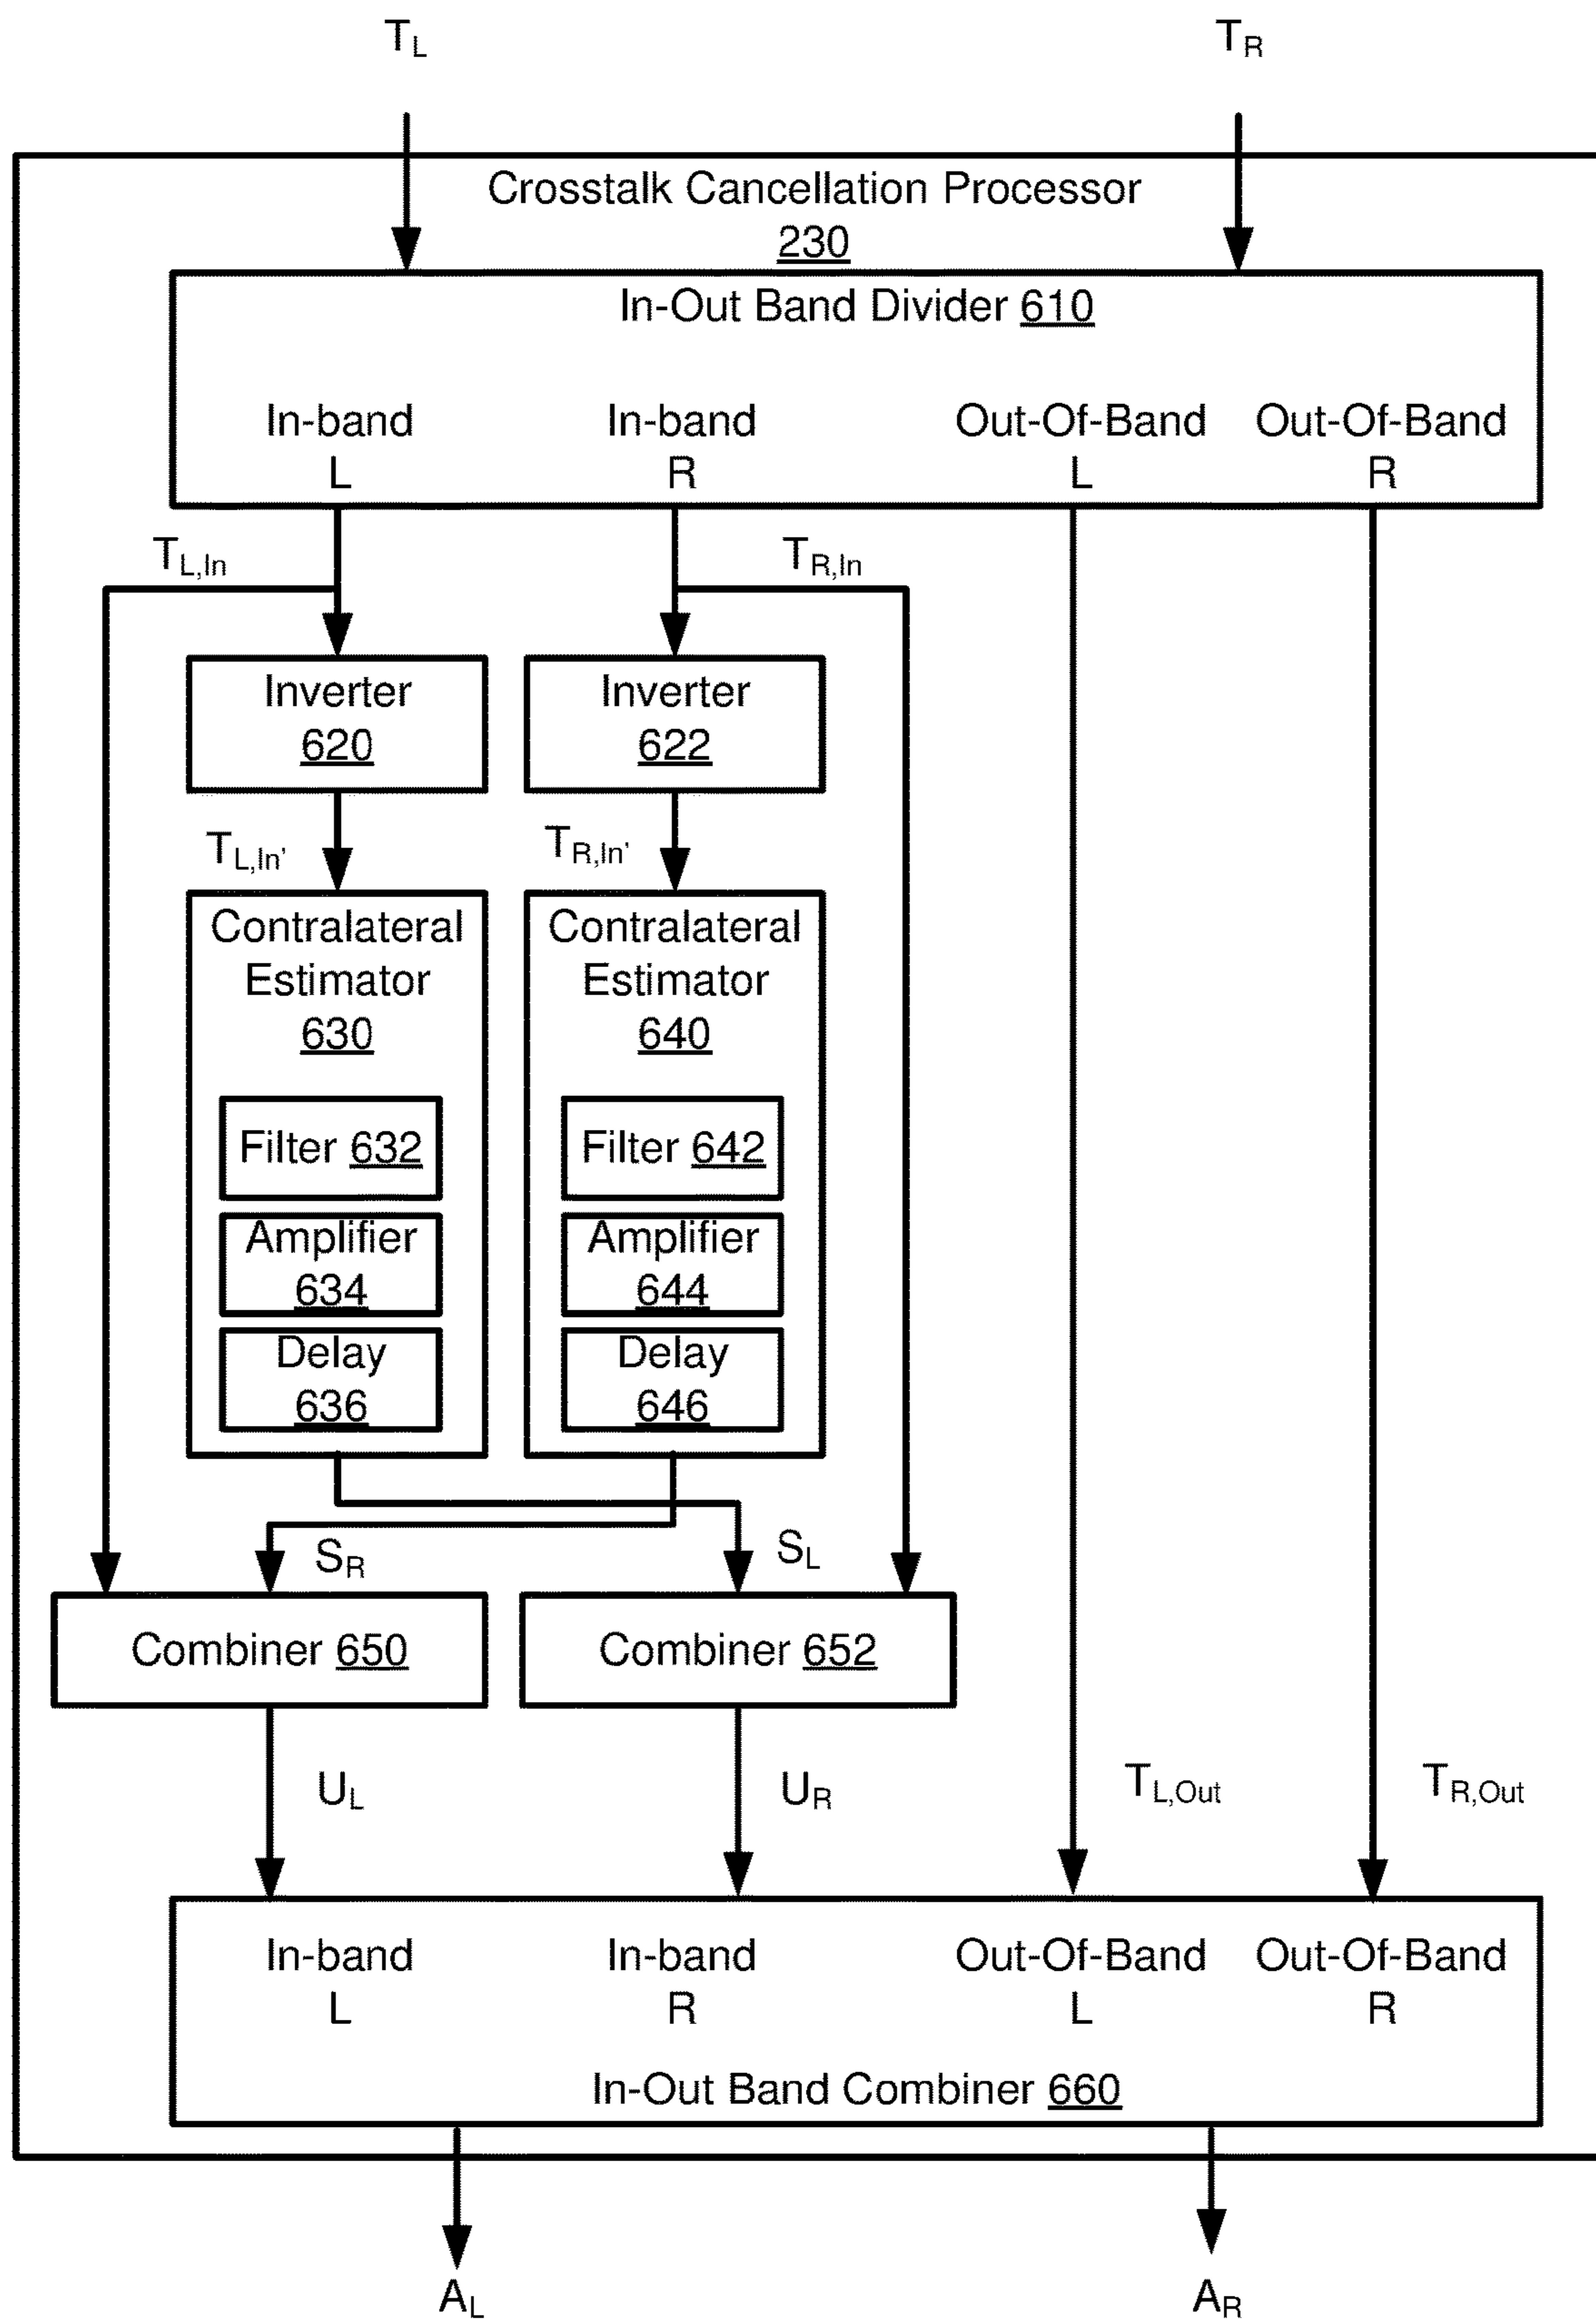 T_L
T_R
Crosstalk Cancellation Processor
230
In-Out Band Divider 610
In-band
L
In-band
R
Out-Of-Band
L
Out-Of-Band
R
T_L,In
T_R,In
Inverter
620
Inverter
622
T_L,In'
T_R,In'
Contralateral
Estimator
630
Filter 632
Amplifier
634
Delay
636
Contralateral
Estimator
640
Filter 642
Amplifier
644
Delay
646
S_R
S_L
Combiner 650
Combiner 652
U_L
U_R
T_L,Out
T_R,Out
In-band
L
In-band
R
Out-Of-Band
L
Out-Of-Band
R
In-Out Band Combiner 660
A_L
A_R